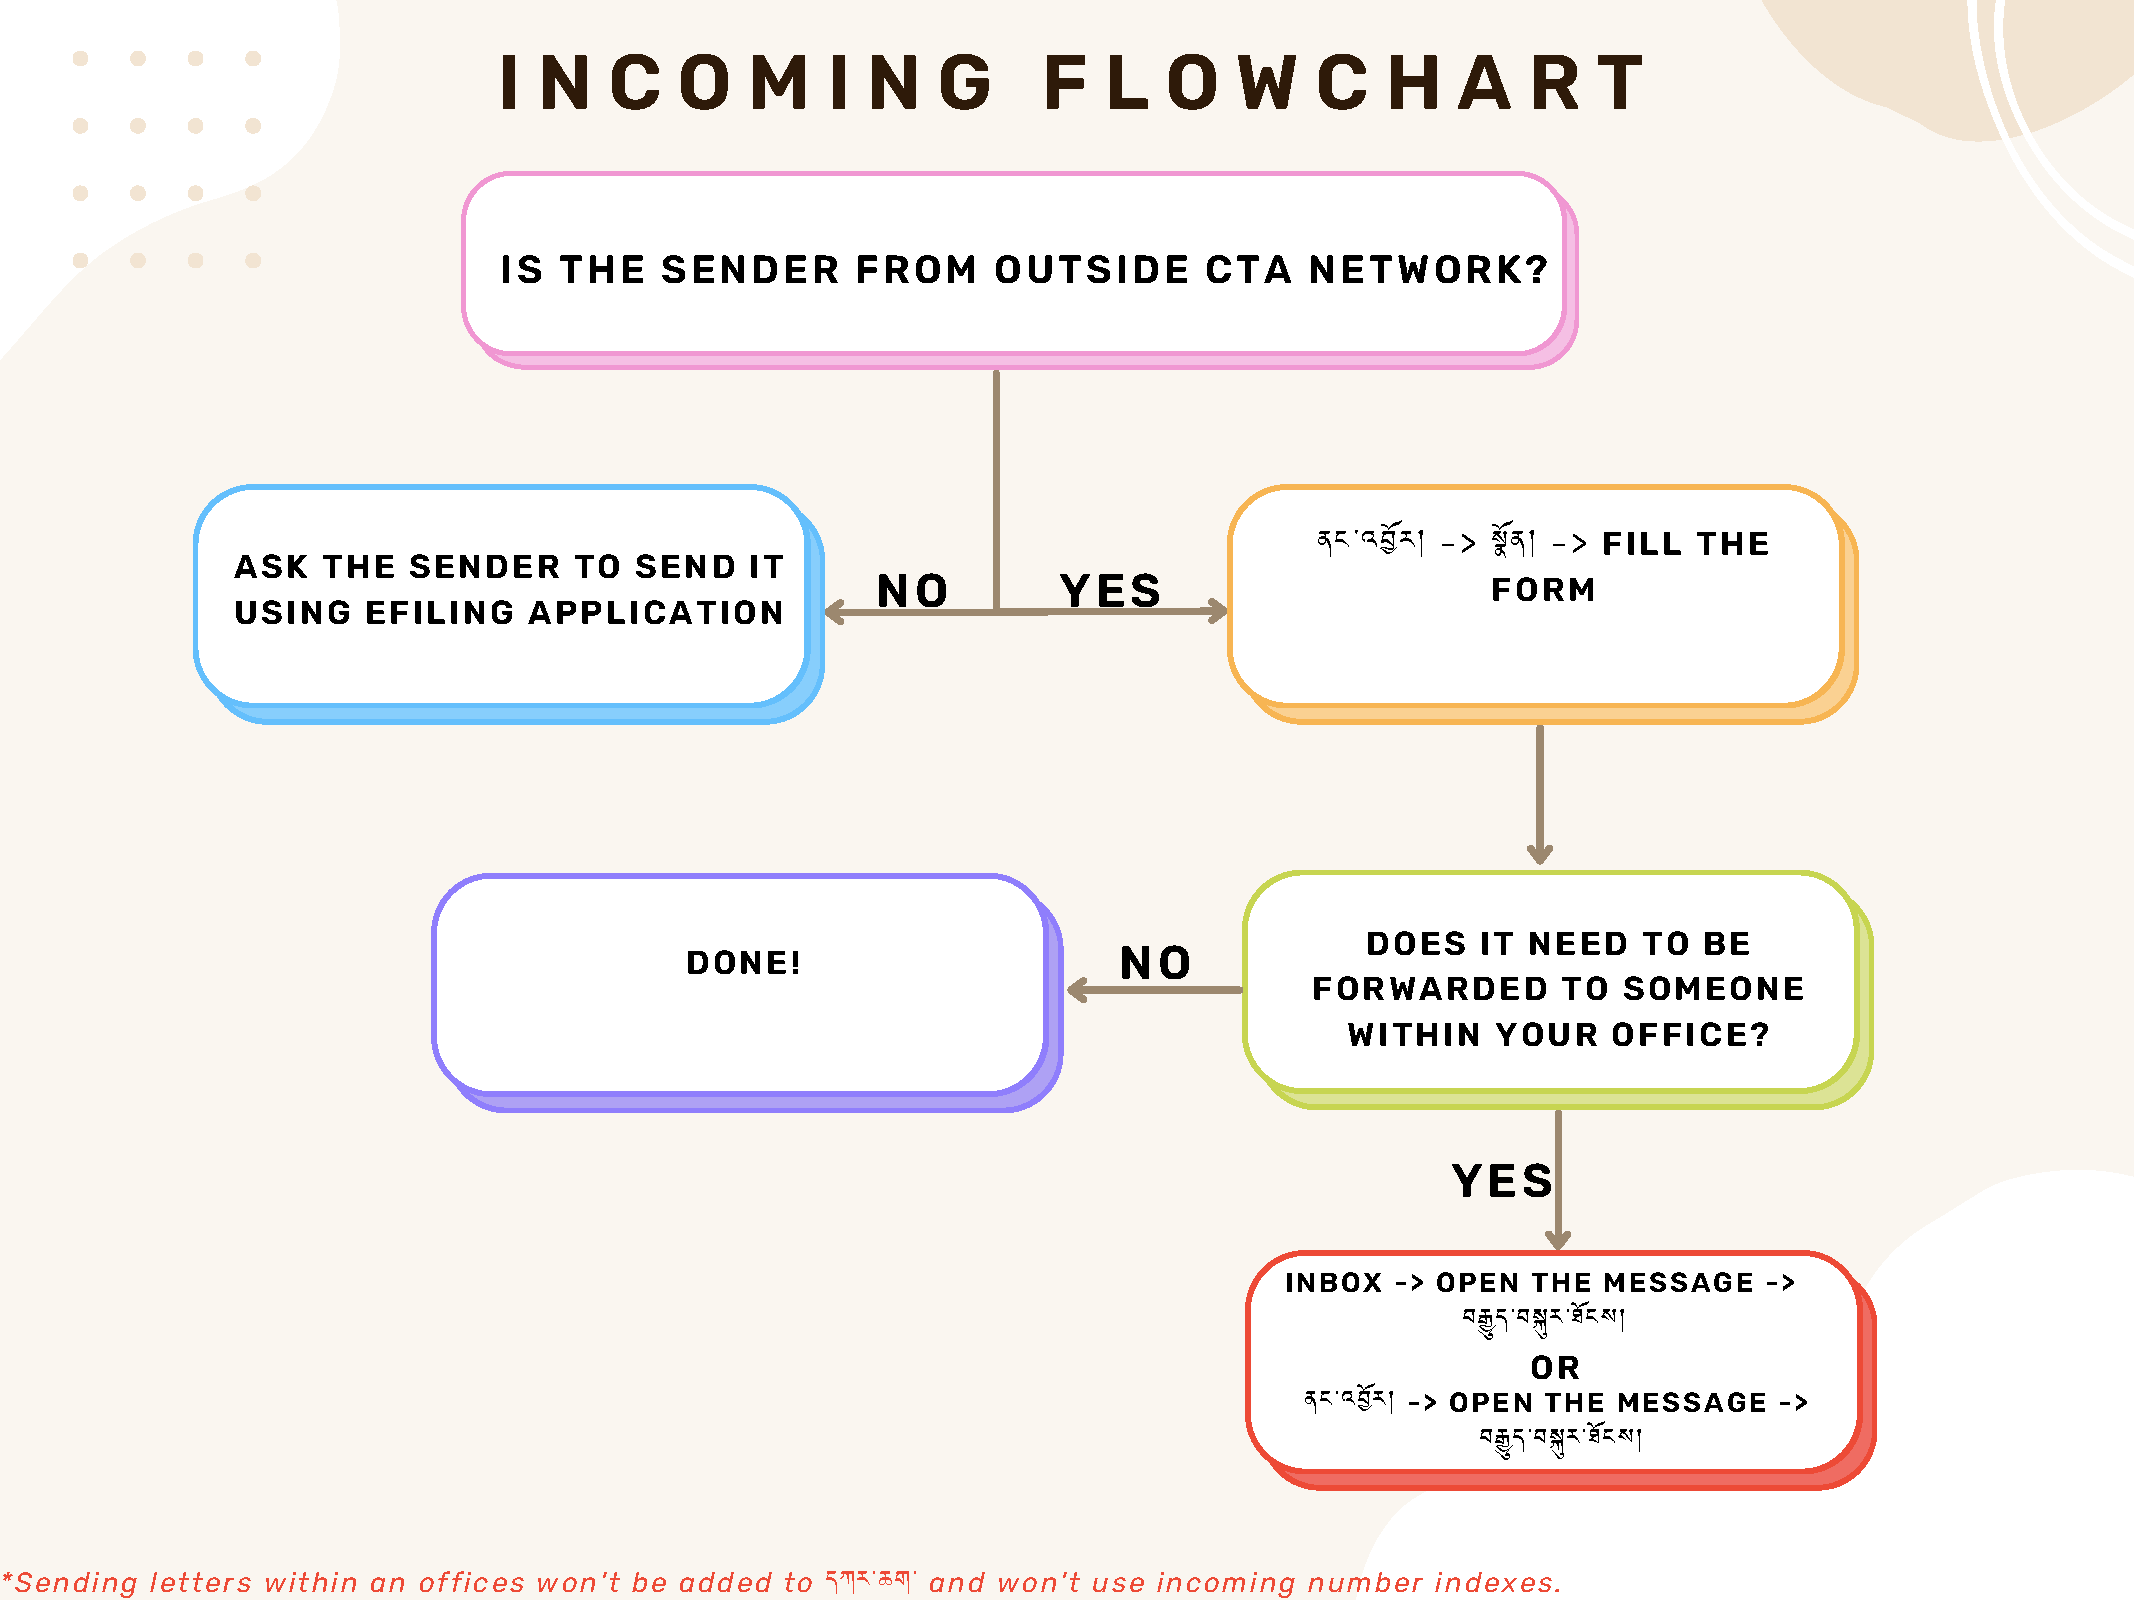 INCOMING FLOWCHART
IS THE SENDER FROM OUTSIDE CTA NETWORK?
ASK THE SENDER TO SEND IT
USING EFILING APPLICATION
NO
YES
ནང་འབྱོར། -> སྣོན། -> FILL THE
FORM
DONE!
NO
DOES IT NEED TO BE
FORWARDED TO SOMEONE
WITHIN YOUR OFFICE?
YES
INBOX -> OPEN THE MESSAGE ->
བརྒྱུད་བསྐུར་ཐོངས།
OR
ནང་འབྱོར། -> OPEN THE MESSAGE ->
བརྒྱུད་བསྐུར་ཐོངས།
*Sending letters within an offices won't be added to དཀར་ཆག་ and won't use incoming number indexes.